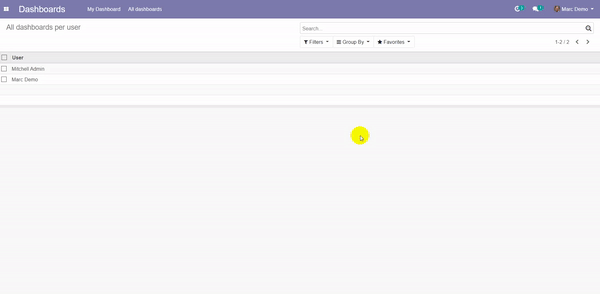 Dashboards My Dashboard All dashboards Marc Demo
All dashboards per user
Search...
Filters Group By Favorites 1-2 / 2
User
Mitchell Admin
Marc Demo